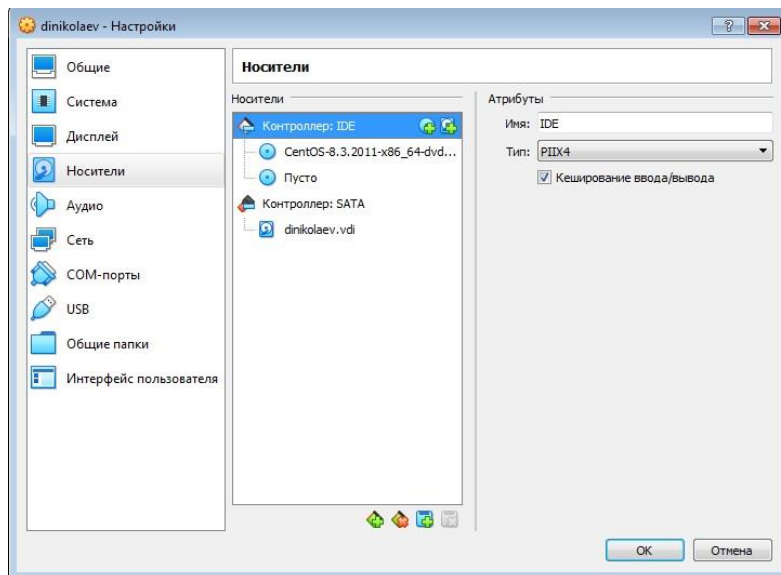 dinikolaev - Настройки
Общие
Система
Дисплей
Носители
Аудио
Сеть
COM-порты
USB
Общие папки
Интерфейс пользователя
Носители
Носители
Контроллер: IDE
CentOS-8.3.2011-x86_64-dvd...
Пусто
Контроллер: SATA
dinikolaev.vdi
Атрибуты
Имя: IDE
Тип: PIIX4
Кеширование ввода/вывода
OK Отмена